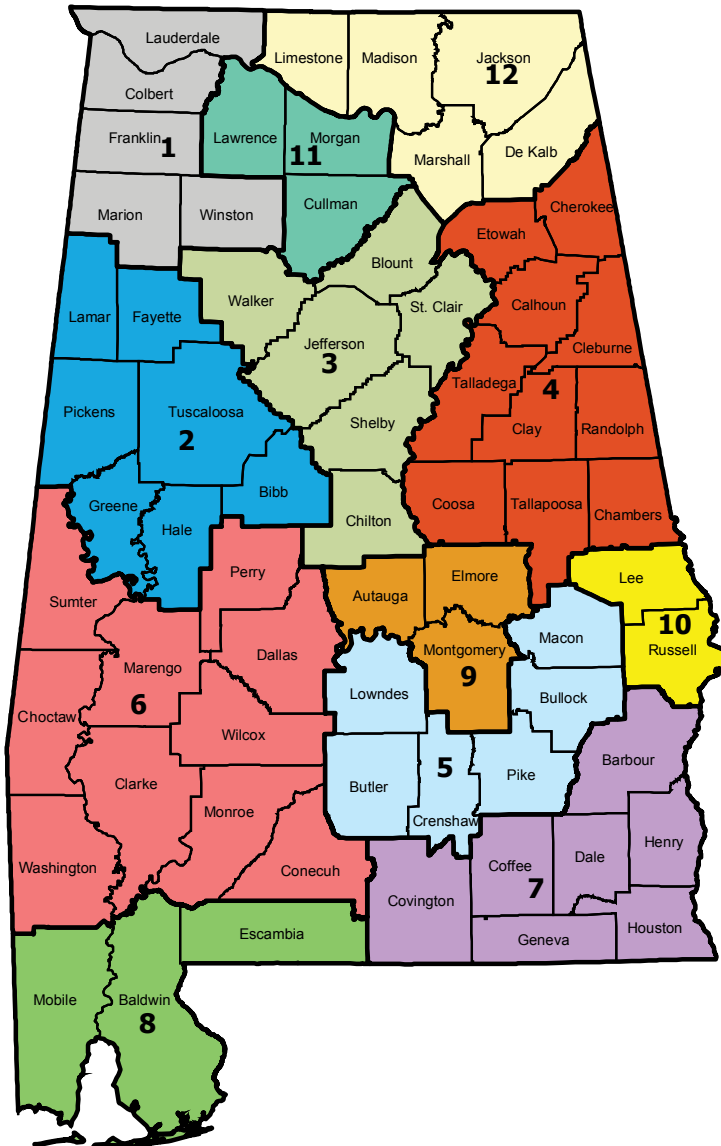 Lauderdale
Limestone
Madison
Jackson
12
Colbert
Franklin
1
Lawrence
Morgan
11
Marshall
De Kalb
Marion
Winston
Cullman
Cherokee
Etowah
Blount
Walker
St. Clair
Calhoun
Lamar
Fayette
Jefferson
3
Cleburne
Talladega
4
Pickens
Tuscaloosa
2
Shelby
Clay
Randolph
Bibb
Greene
Hale
Chilton
Coosa
Tallapoosa
Chambers
Perry
Autauga
Elmore
Lee
Sumter
10
Macon
Russell
Dallas
Montgomery
9
Marengo
6
Lowndes
Bullock
Choctaw
Wilcox
Barbour
5
Pike
Clarke
Butler
Monroe
Crenshaw
Washington
Conecuh
Henry
Dale
Coffee
7
Covington
Escambia
Geneva
Houston
Mobile
Baldwin
8